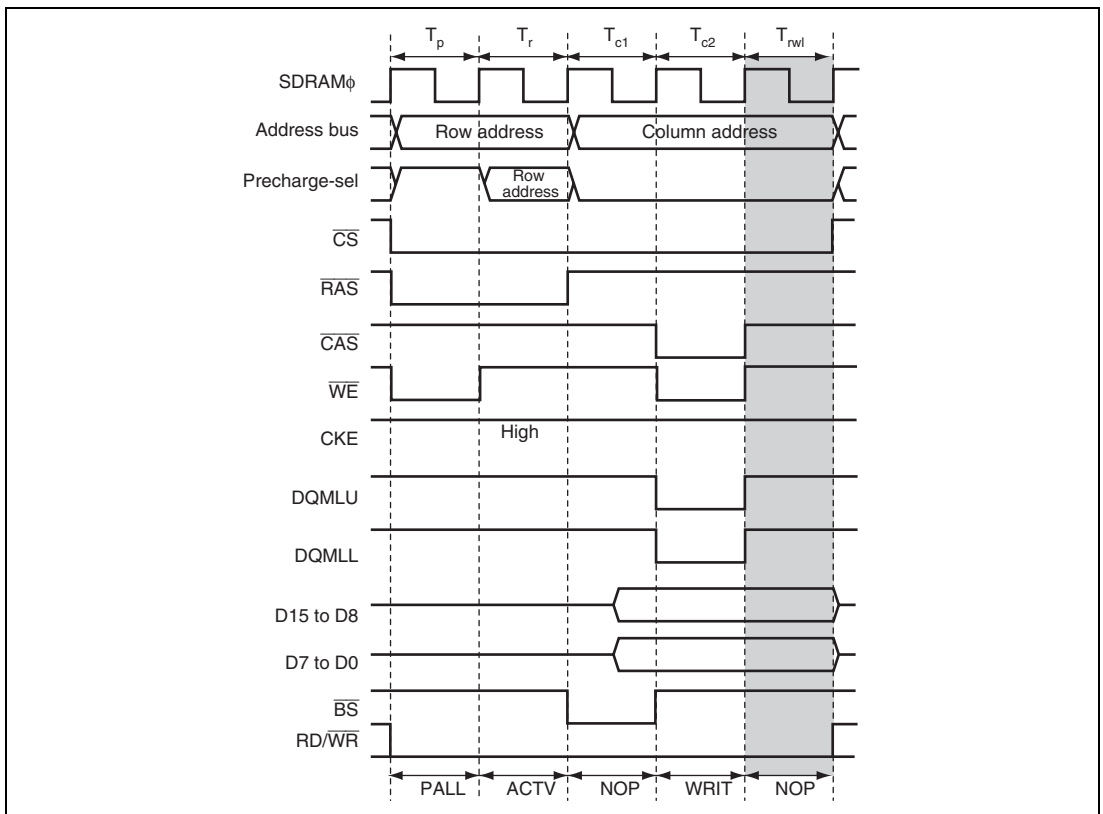 Tp Tr Tc1 Tc2 Trwl
SDRAMϕ
Address bus Row address Column address
Precharge-sel Row address
CS
RAS
CAS
WE
CKE High
DQMLU
DQMLL
D15 to D8
D7 to D0
BS
RD/WR
PALL ACTV NOP WRIT NOP